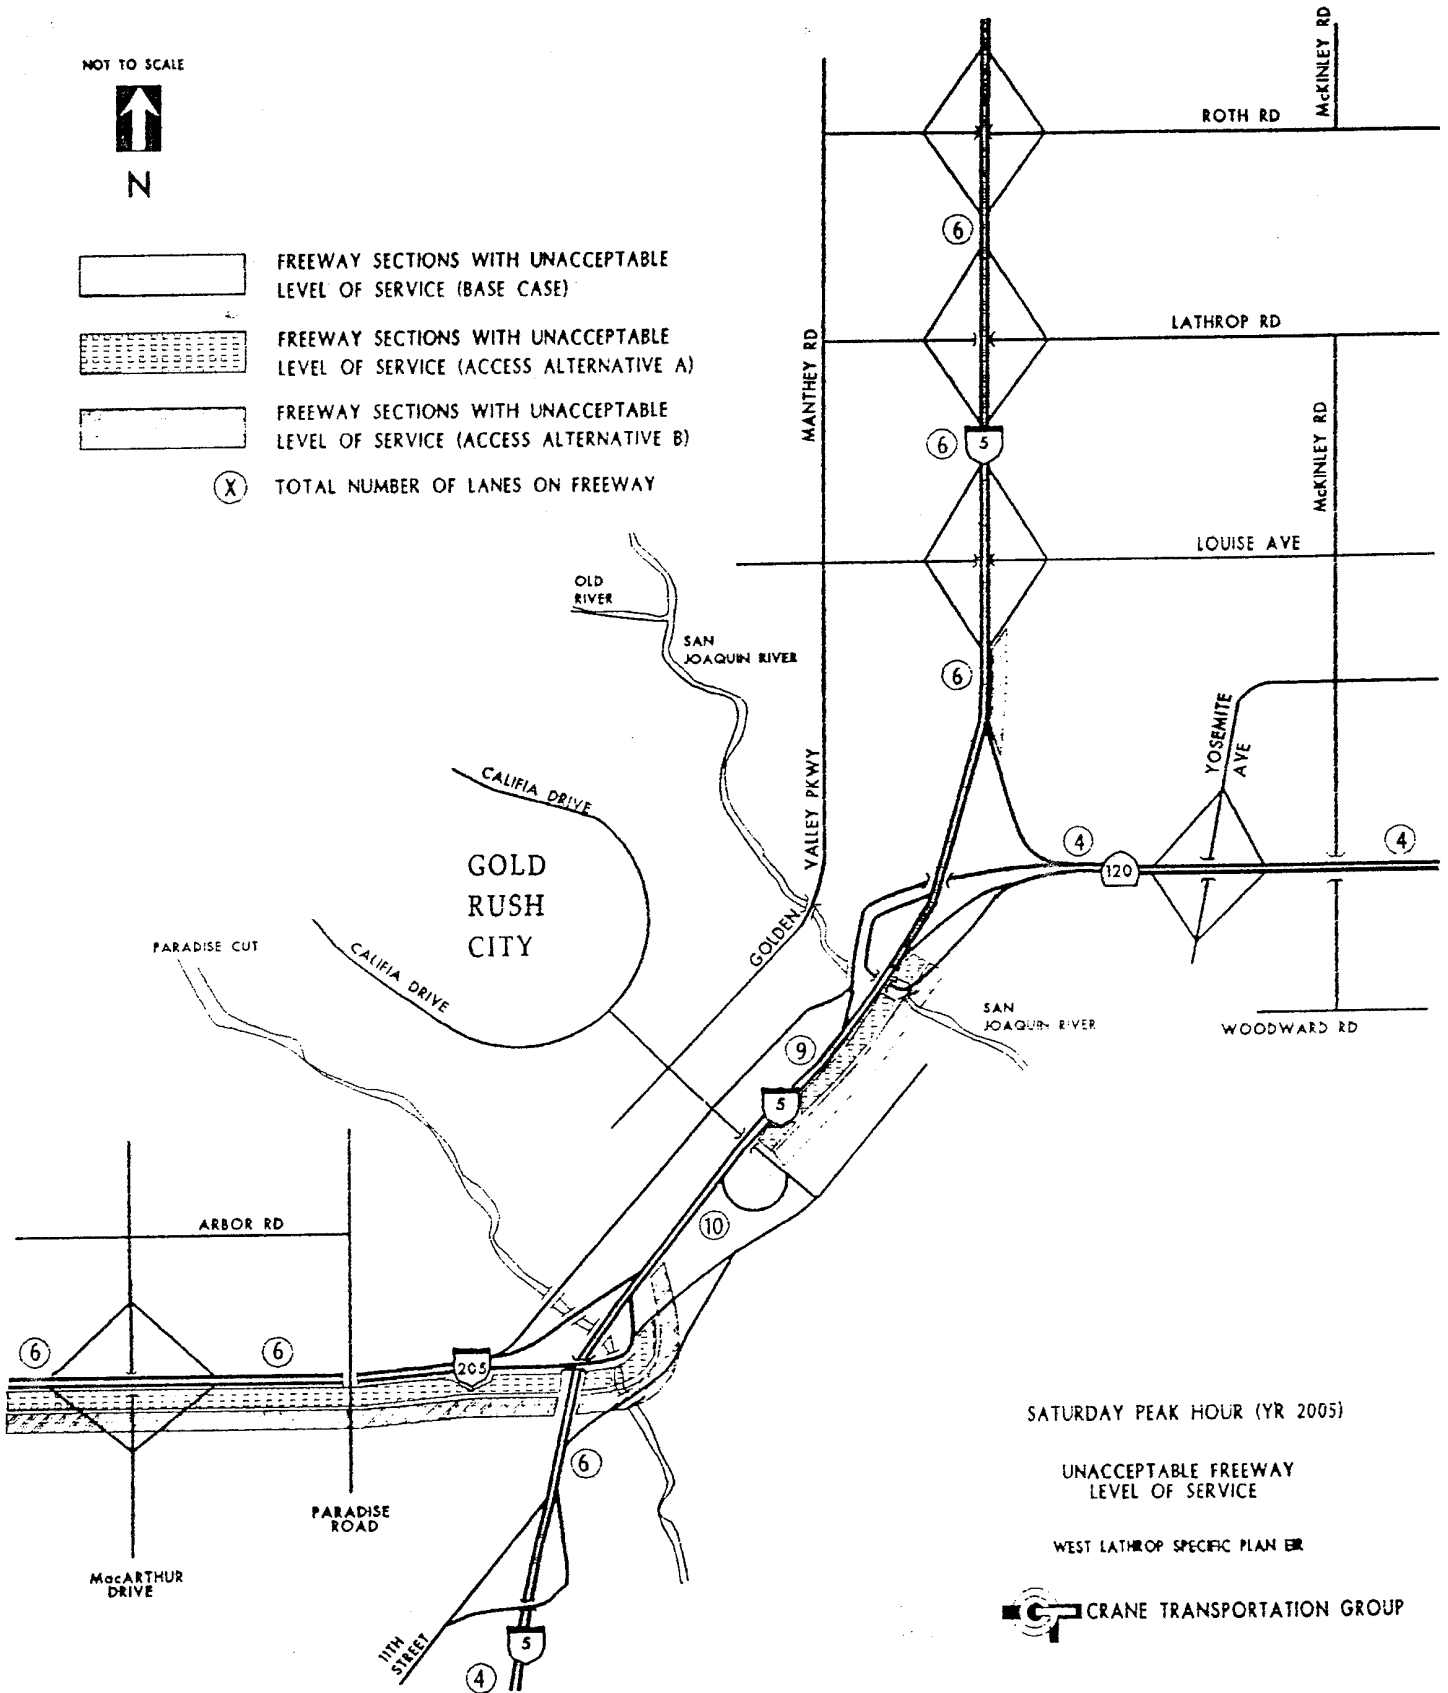 NOT TO SCALE
N
FREEWAY SECTIONS WITH UNACCEPTABLE
LEVEL OF SERVICE (BASE CASE)
FREEWAY SECTIONS WITH UNACCEPTABLE
LEVEL OF SERVICE (ACCESS ALTERNATIVE A)
FREEWAY SECTIONS WITH UNACCEPTABLE
LEVEL OF SERVICE (ACCESS ALTERNATIVE B)
X TOTAL NUMBER OF LANES ON FREEWAY
McKINLEY RD
ROTH RD
6
LATHROP RD
MANTHEY RD
6
5
McKINLEY RD
LOUISE AVE
OLD
RIVER
SAN
JOAQUIN RIVER
6
YOSEMITE
AVE
CALIFIA DRIVE
VALLEY PKWY
GOLDEN
4
120
4
GOLD
RUSH
CITY
PARADISE CUT
CALIFIA DRIVE
SAN
JOAQUIN RIVER
WOODWARD RD
9
5
10
ARBOR RD
6
6
205
6
PARADISE
ROAD
MacARTHUR
DRIVE
11TH
STREET
5
4
SATURDAY PEAK HOUR (YR 2005)
UNACCEPTABLE FREEWAY
LEVEL OF SERVICE
WEST LATHROP SPECIFIC PLAN EIR
CRANE TRANSPORTATION GROUP